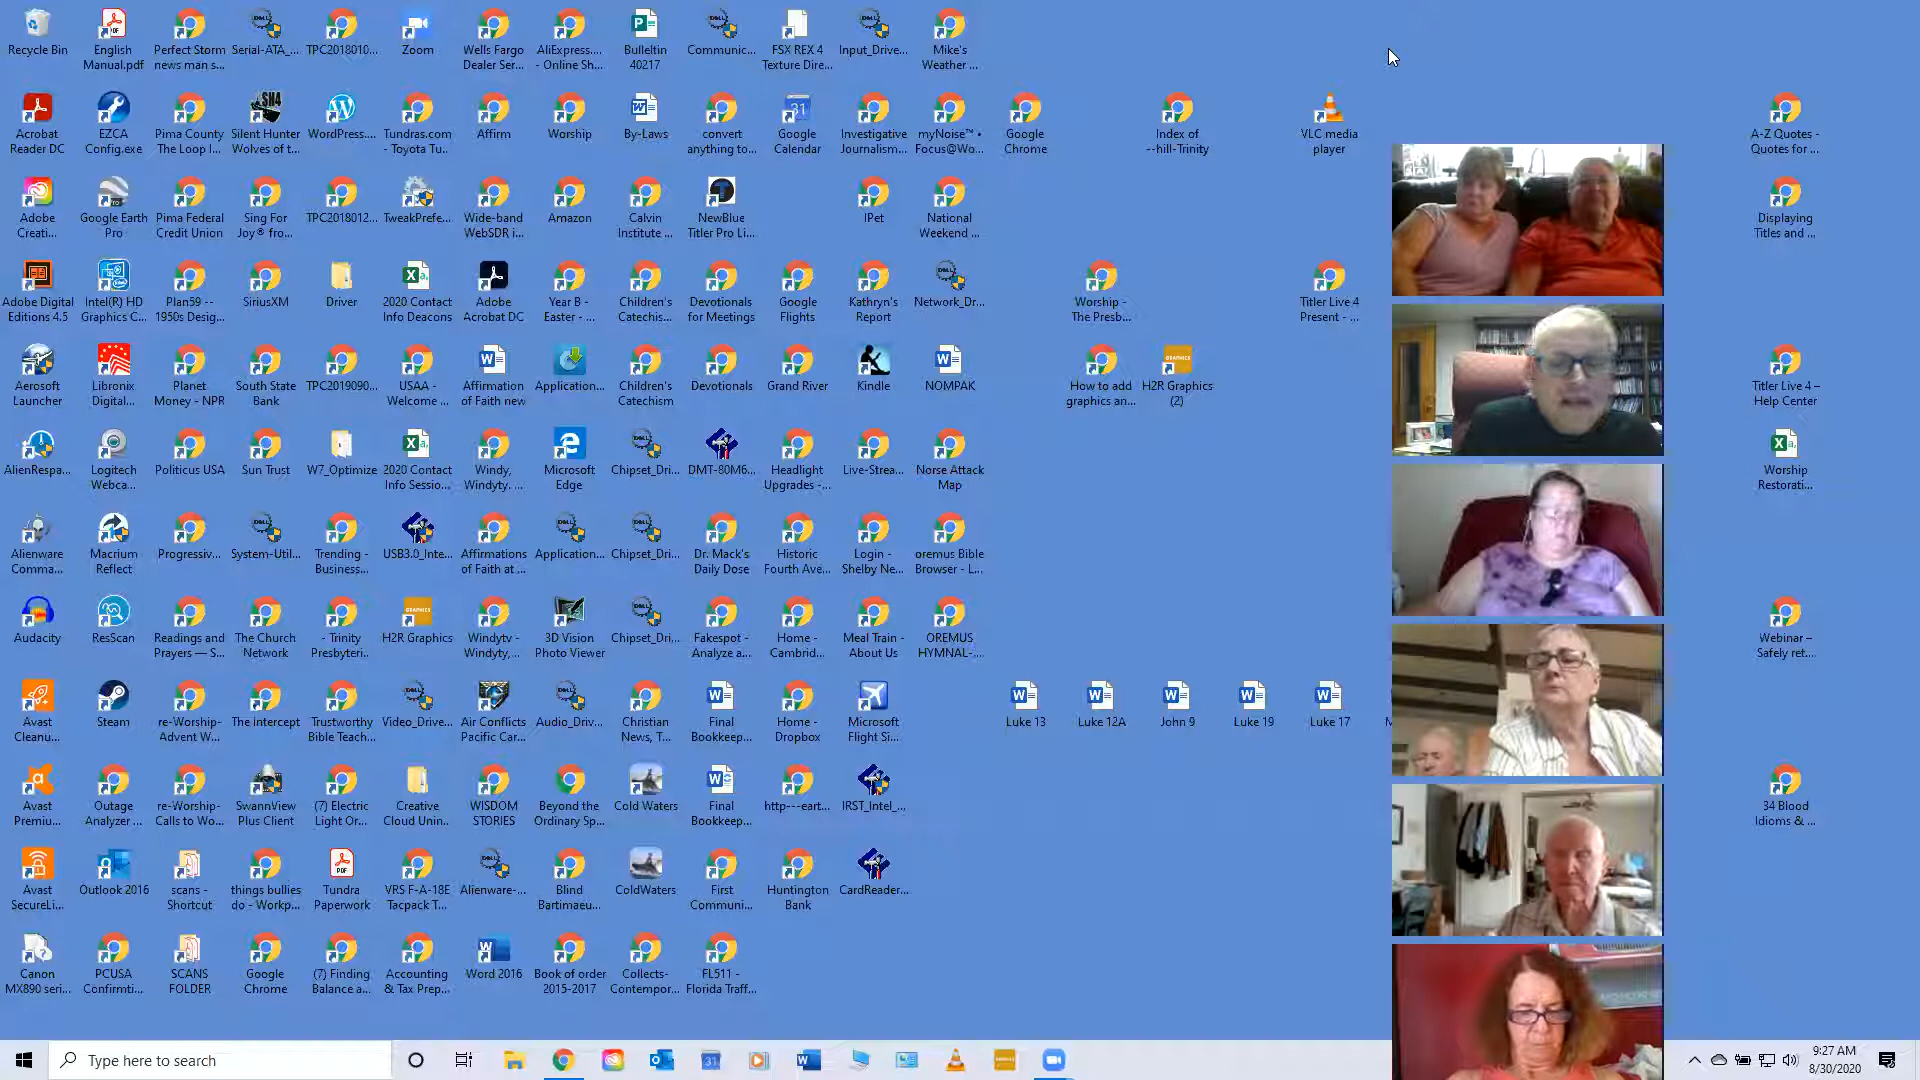 Recycle Bin
English
Manual.pdf
Perfect Storm
news man s...
Serial-ATA_...
TPC2018010...
Zoom
Wells Fargo
Dealer Ser...
AliExpress....
- Online Sh...
Bulleltin
40217
Communic...
FSX REX 4
Texture Dire...
Input_Drive...
Mike's
Weather ...
Acrobat
Reader DC
EZCA
Config.exe
Pima County
The Loop I...
Silent Hunter
Wolves of t...
WordPress....
Tundras.com
- Toyota Tu...
Affirm
Worship
By-Laws
convert
anything to...
Google
Calendar
Investigative
Journalism...
myNoise™ •
Focus@Wo...
Google
Chrome
Index of
--hill-Trinity
VLC media
player
A-Z Quotes -
Quotes for ...
Adobe
Creati...
Google Earth
Pro
Pima Federal
Credit Union
Sing For
Joy® fro...
TPC2018012...
TweakPrefe...
Wide-band
WebSDR i...
Amazon
Calvin
Institute ...
NewBlue
Titler Pro Li...
IPet
National
Weekend ...
Displaying
Titles and ...
Adobe Digital
Editions 4.5
Intel(R) HD
Graphics C...
Plan59 --
1950s Desig...
SiriusXM
Driver
2020 Contact
Info Deacons
Adobe
Acrobat DC
Year B -
Easter - ...
Children's
Catechis...
Devotionals
for Meetings
Google
Flights
Kathryn's
Report
Network_Dr...
Worship -
The Presb...
Titler Live 4
Present - ...
Aerosoft
Launcher
Libronix
Digital...
Planet
Money - NPR
South State
Bank
TPC2019090...
USAA -
Welcome ...
Affirmation
of Faith new
Application...
Children's
Catechism
Devotionals
Grand River
Kindle
NOMPAK
How to add
graphics an...
H2R Graphics
(2)
Titler Live 4 –
Help Center
AlienRespa...
Logitech
Webca...
Politicus USA
Sun Trust
W7_Optimize
2020 Contact
Info Sessio...
Windy,
Windyty. ...
Microsoft
Edge
Chipset_Dri...
DMT-80M6...
Headlight
Upgrades -...
Live-Strea...
Norse Attack
Map
Worship
Restorati...
Alienware
Comma...
Macrium
Reflect
Progressiv...
System-Util...
Trending -
Business...
USB3.0_Inte...
Affirmations
of Faith at ...
Application...
Chipset_Dri...
Dr. Mack's
Daily Dose
Historic
Fourth Ave...
Login -
Shelby Ne...
oremus Bible
Browser - L...
Audacity
ResScan
Readings and
Prayers — S...
The Church
Network
- Trinity
Presbyteri...
H2R Graphics
Windytv -
Windyty,...
3D Vision
Photo Viewer
Chipset_Dri...
Fakespot -
Analyze a...
Home -
Cambrid...
Meal Train -
About Us
OREMUS
HYMNAL-...
Webinar –
Safely ret....
Avast
Cleanu...
Steam
re-Worship-
Advent W...
The Intercept
Trustworthy
Bible Teach...
Video_Drive...
Air Conflicts
Pacific Car...
Audio_Driv...
Christian
News, T...
Final
Bookkeep...
Home -
Dropbox
Microsoft
Flight Si...
Luke 13
Luke 12A
John 9
Luke 19
Luke 17
Avast
Premiu...
Outage
Analyzer ...
re-Worship-
Calls to Wo...
SwannView
Plus Client
(7) Electric
Light Or...
Creative
Cloud Unin...
WISDOM
STORIES
Beyond the
Ordinary Sp...
Cold Waters
Final
Bookkeep...
http---eart...
IRST_Intel_...
34 Blood
Idioms & ...
Avast
SecureLi...
Outlook 2016
scans -
Shortcut
things bullies
do - Workp...
Tundra
Paperwork
VRS F-A-18E
Tacpack T...
Alienware-...
Blind
Bartimaeu...
ColdWaters
First
Communi...
Huntington
Bank
CardReader...
Canon
MX890 seri...
PCUSA
Confirmti...
SCANS
FOLDER
Google
Chrome
(7) Finding
Balance a...
Accounting
& Tax Prep...
Word 2016
Book of order
2015-2017
Collects-
Contempor...
FL511 -
Florida Traff...
Type here to search
9:27 AM
8/30/2020